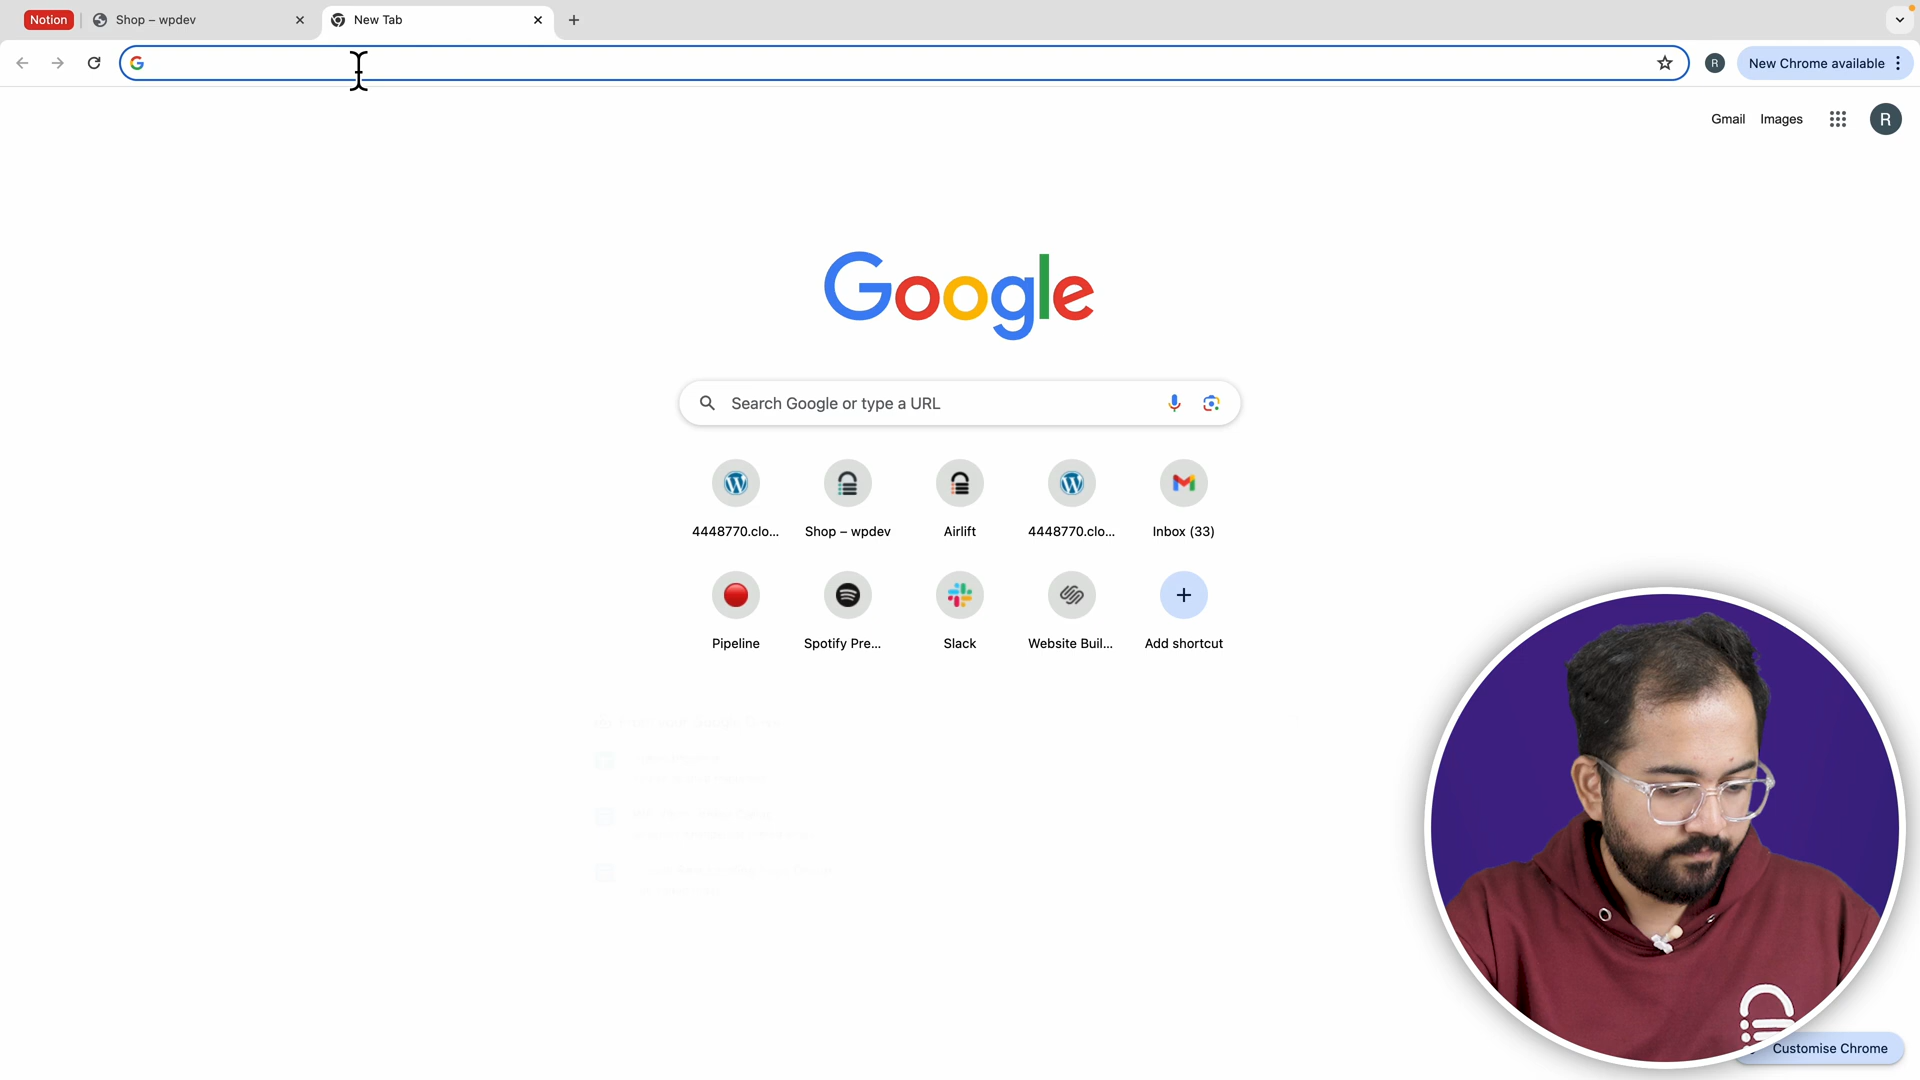 Notion
Shop – wpdev
New Tab
R
New Chrome available
Gmail
Images
R
Google
Search Google or type a URL
4448770.clo...
Shop – wpdev
Airlift
4448770.clo...
Inbox (33)
Pipeline
Spotify Pre...
Slack
Website Buil...
Add shortcut
Customise Chrome